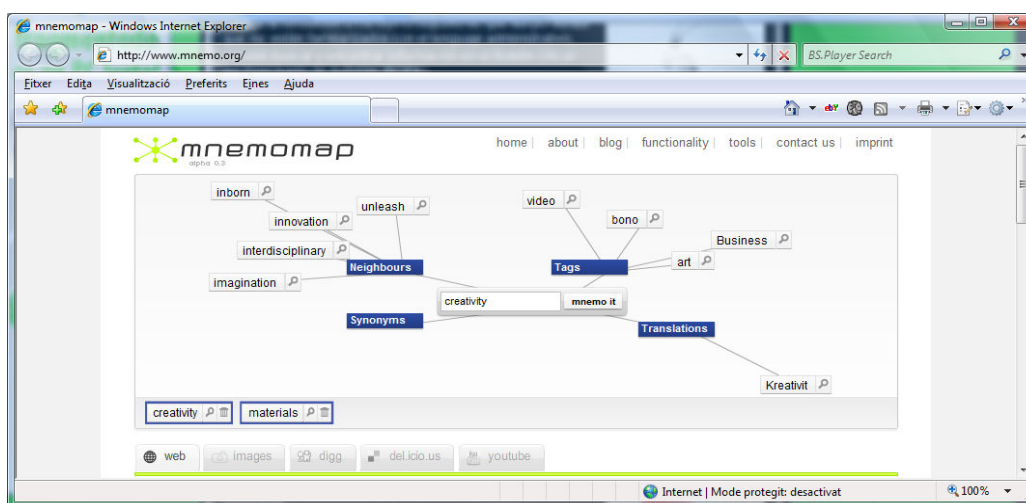 mnemomap - Windows Internet Explorer
http://www.mnemo.org/
BS.Player Search
Fitxer Edita Visualització Preferits Eines Ajuda
mnemomap
mnemomap
alpha 0.3
home | about | blog | functionality | tools | contact us | imprint
inborn
unleash
innovation
interdisciplinary
imagination
Neighbours
video
bono
Business
art
Tags
creativity mnemo it
Synonyms
Translations
Kreativit
creativity materials
web images digg del.icio.us youtube
Internet | Mode protegit: desactivat 100%